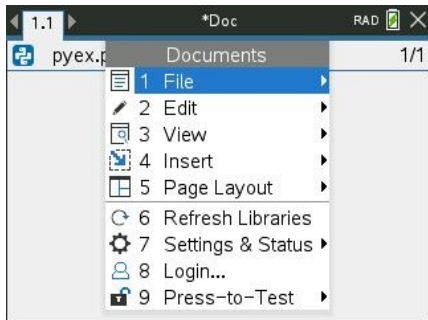 1.1 *Doc RAD
pyex.p 1/1
Documents
1 File
2 Edit
3 View
4 Insert
5 Page Layout
6 Refresh Libraries
7 Settings & Status
8 Login...
9 Press-to-Test